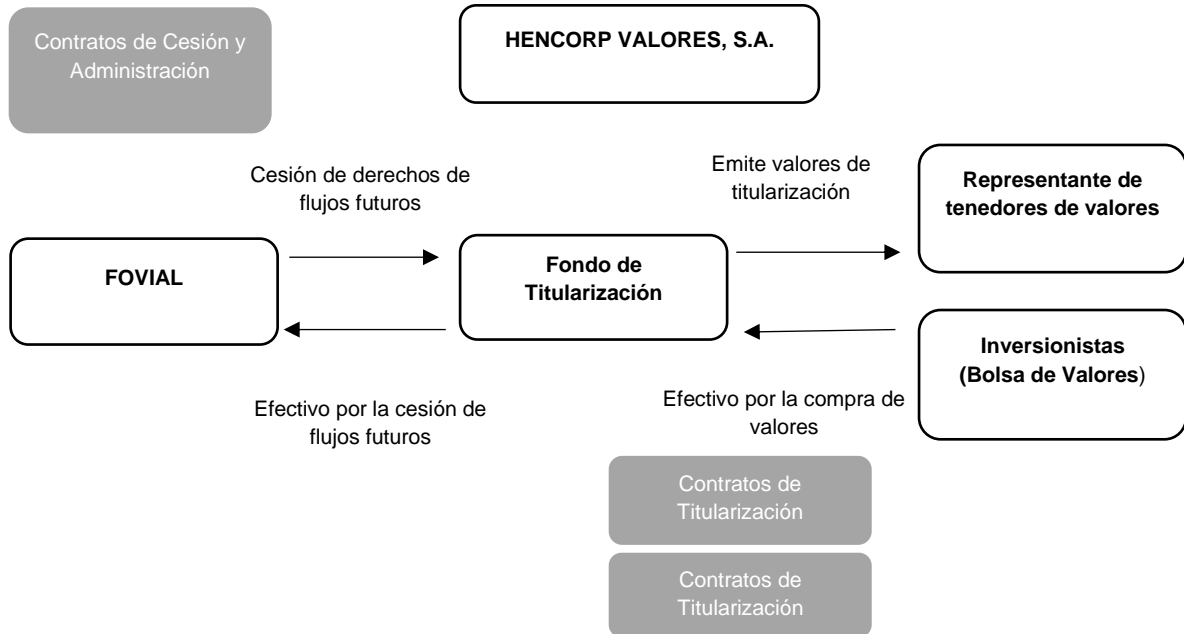 Contratos de Cesión y
Administración
HENCORP VALORES, S.A.
Cesión de derechos de
flujos futuros
Emite valores de
titularización
Representante de
tenedores de valores
FOVIAL
Fondo de
Titularización
Inversionistas
(Bolsa de Valores)
Efectivo por la cesión de
flujos futuros
Efectivo por la compra de
valores
Contratos de
Titularización
Contratos de
Titularización